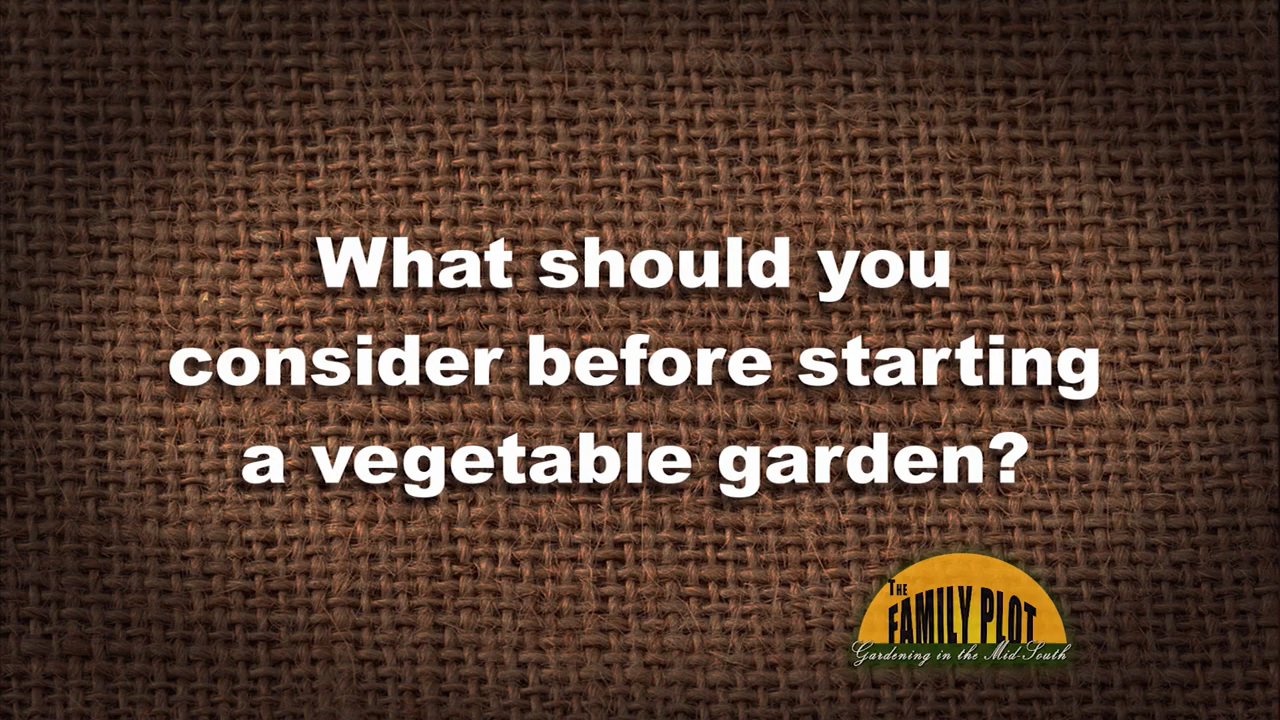 What should you
consider before starting
a vegetable garden?
THE
FAMILY PLOT
Gardening in the Mid-South